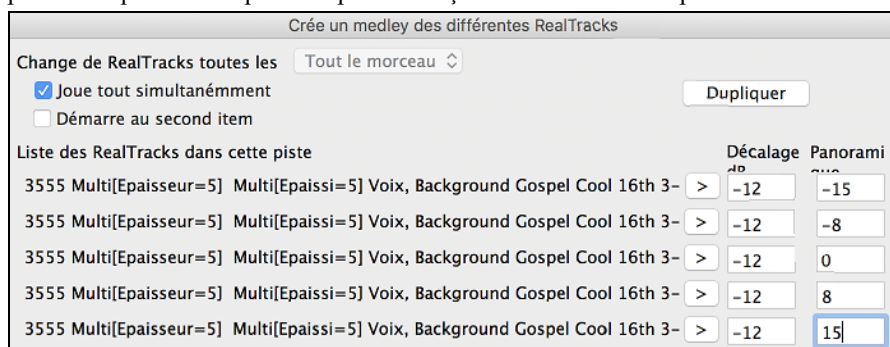 Crée un medley des différentes RealTracks
Change de RealTracks toutes les Tout le morceau
Joue tout simultanémment
Dupliquer
Démarre au second item
Liste des RealTracks dans cette piste Décalage Panorami
3555 Multi[Epaisseur=5] Multi[Epaissi=5] Voix, Background Gospel Cool 16th 3- > -12 -15
3555 Multi[Epaisseur=5] Multi[Epaissi=5] Voix, Background Gospel Cool 16th 3- > -12 -8
3555 Multi[Epaisseur=5] Multi[Epaissi=5] Voix, Background Gospel Cool 16th 3- > -12 0
3555 Multi[Epaisseur=5] Multi[Epaissi=5] Voix, Background Gospel Cool 16th 3- > -12 8
3555 Multi[Epaisseur=5] Multi[Epaissi=5] Voix, Background Gospel Cool 16th 3- > -12 15